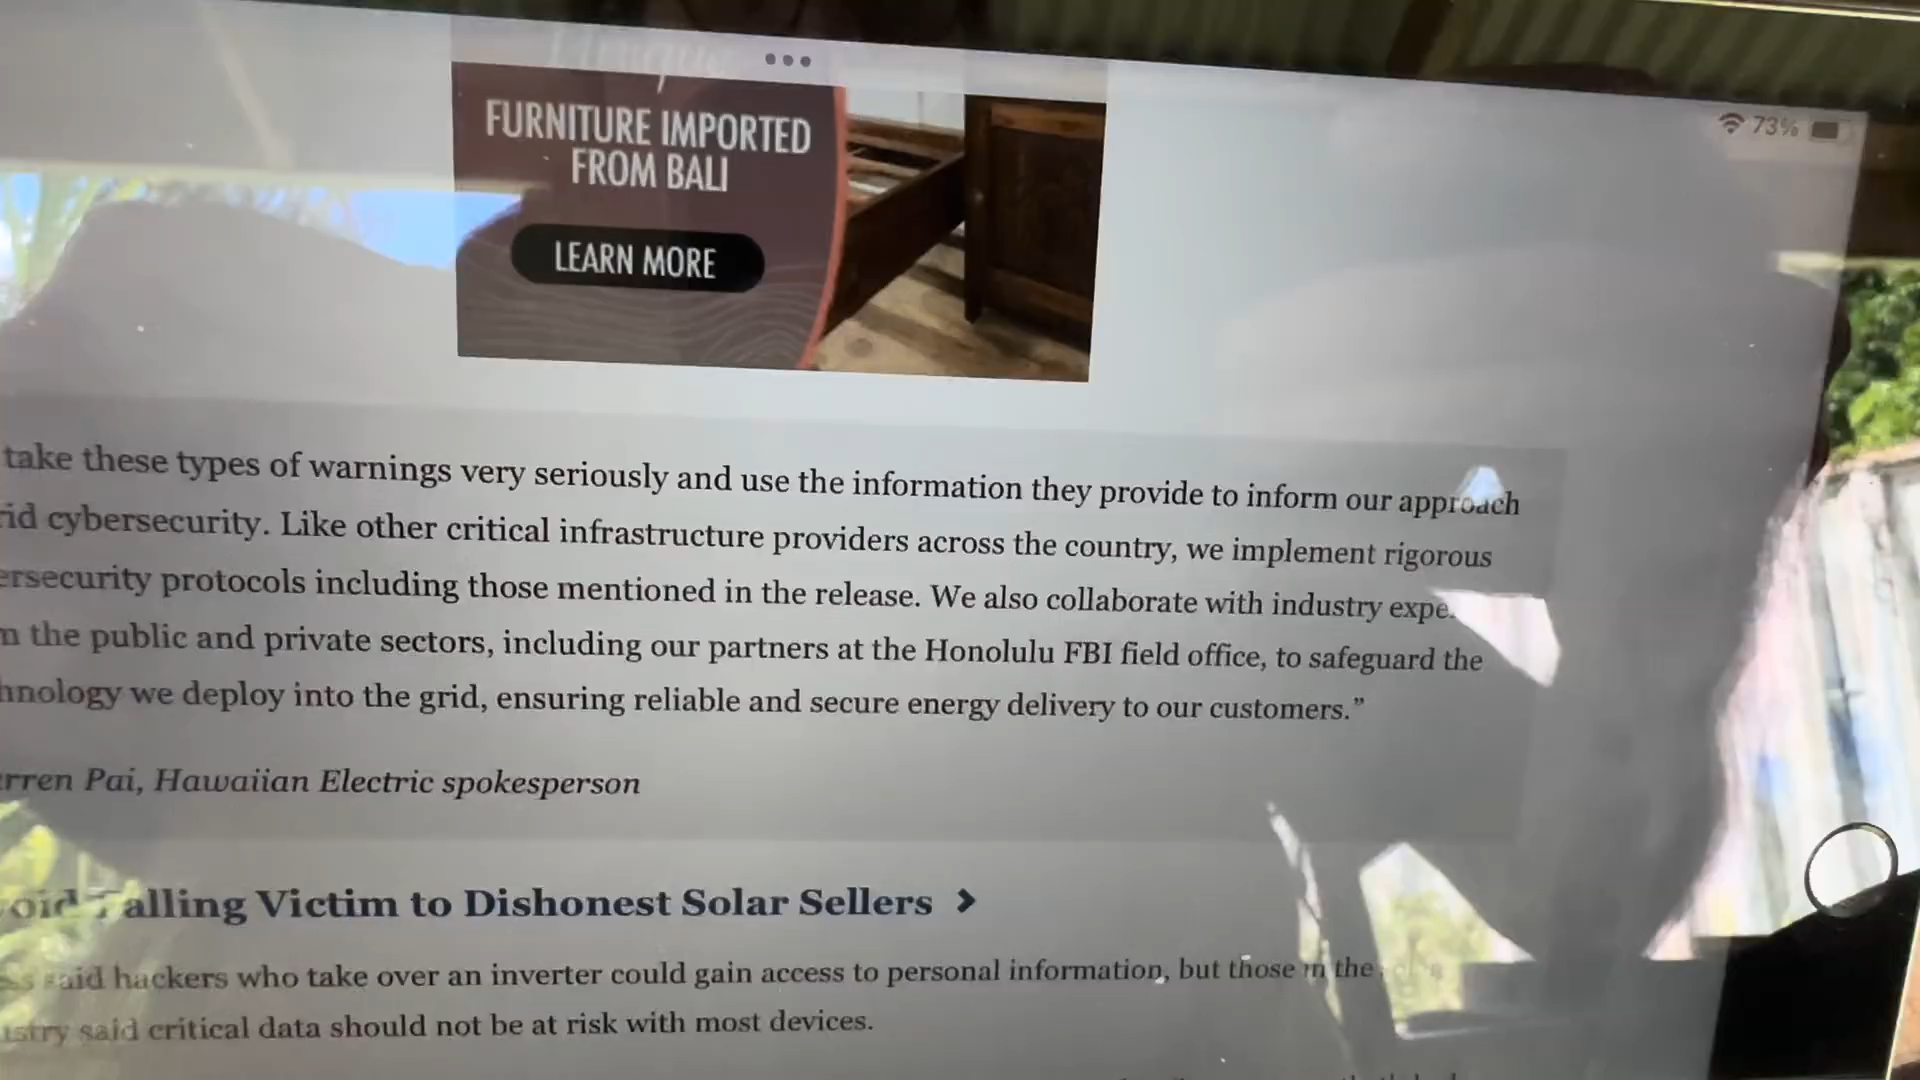 Unique
FURNITURE IMPORTED
FROM BALI
LEARN MORE
73%
take these types of warnings very seriously and use the information they provide to inform our approach
rid cybersecurity. Like other critical infrastructure providers across the country, we implement rigorous
ersecurity protocols including those mentioned in the release. We also collaborate with industry expe
n the public and private sectors, including our partners at the Honolulu FBI field office, to safeguard the
hnology we deploy into the grid, ensuring reliable and secure energy delivery to our customers.”
rren Pai, Hawaiian Electric spokesperson
oid Falling Victim to Dishonest Solar Sellers >
said hackers who take over an inverter could gain access to personal information, but those in the
stry said critical data should not be at risk with most devices.